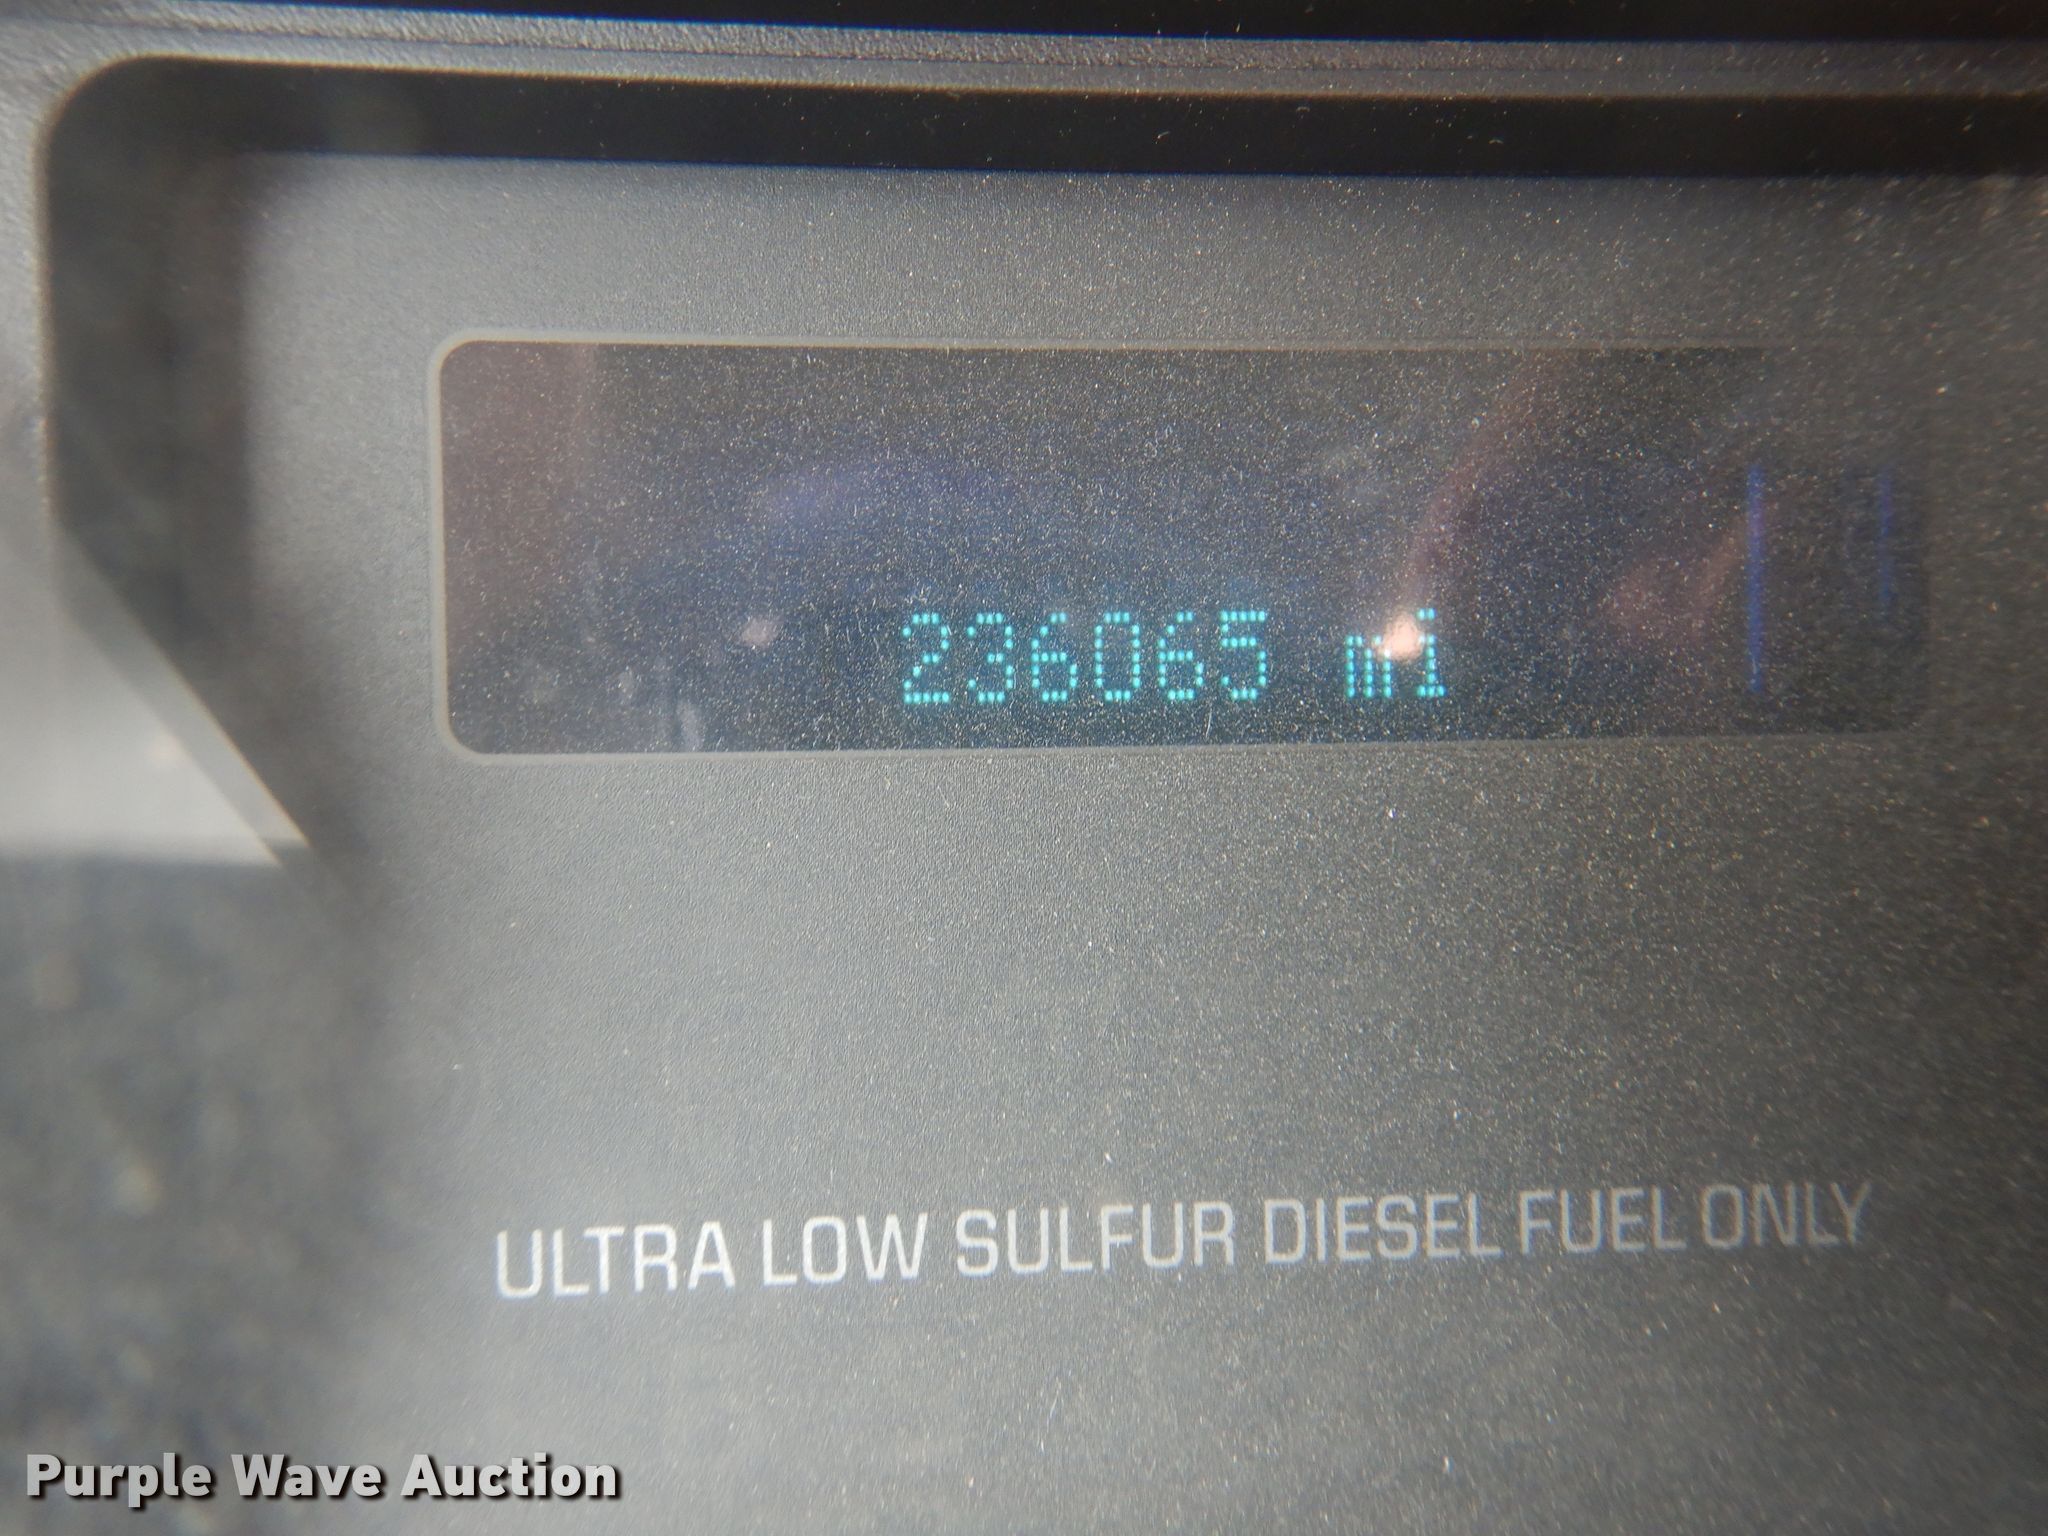 236065 mi
ULTRA LOW SULFUR DIESEL FUEL ONLY
Purple Wave Auction